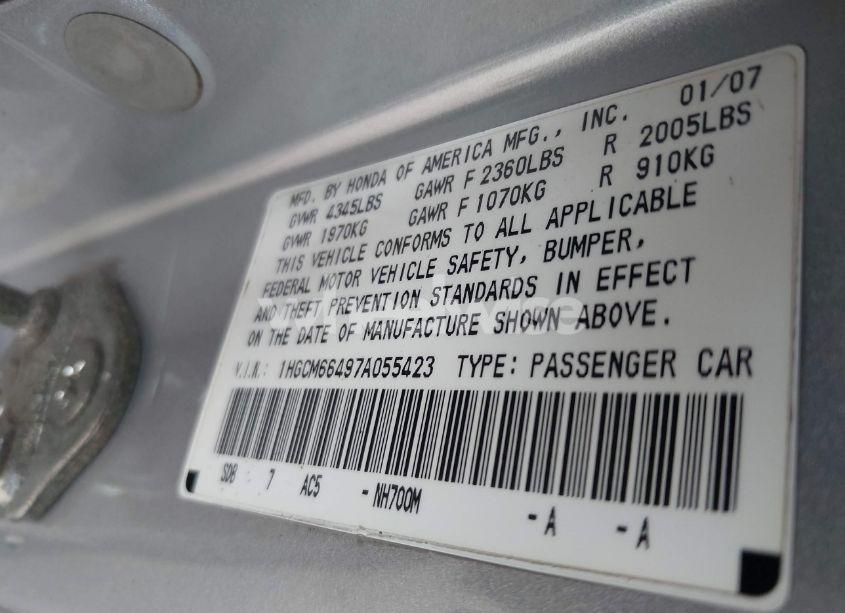 MFD. BY HONDA OF AMERICA MFG., INC. 01/07
GVWR 4345LBS GAWR F 2360LBS R 2005LBS
GVWR 1970KG GAWR F 1070KG R 910KG
THIS VEHICLE CONFORMS TO ALL APPLICABLE
FEDERAL MOTOR VEHICLE SAFETY, BUMPER,
AND THEFT PREVENTION STANDARDS IN EFFECT
ON THE DATE OF MANUFACTURE SHOWN ABOVE.
V.I.N.: 1HGCM66497A055423 TYPE: PASSENGER CAR
SDB 7 AC5 - NH700M - A - A